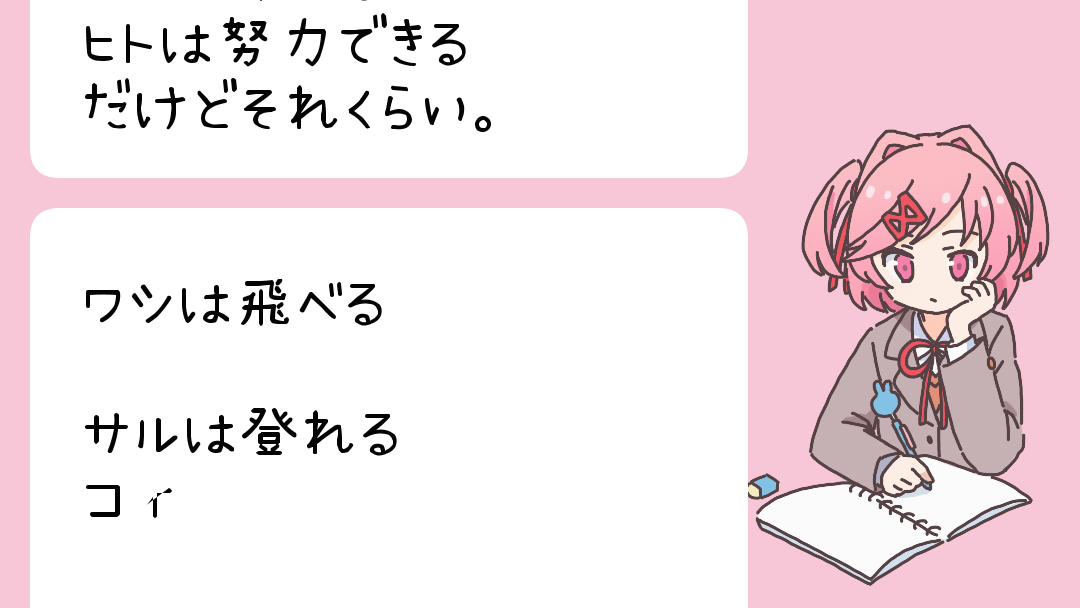 ヒトは努力できる
だけどそれくらい。
ワシは飛べる
サルは登れる
コ